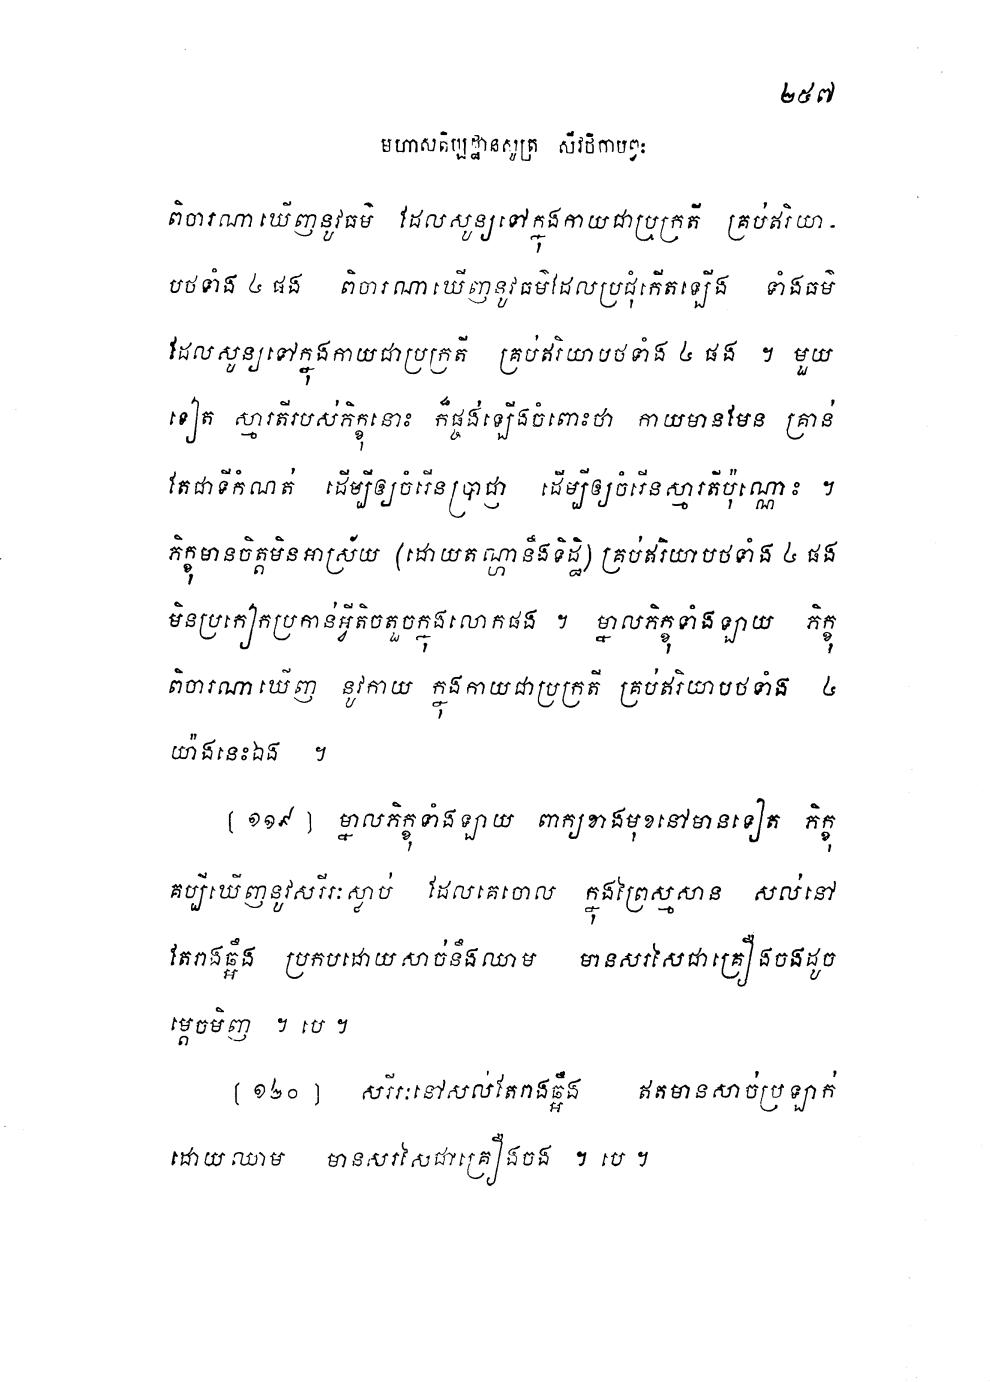 ២៥៧
មហាសតិប្បដ្ឋានសូត្រ សីវថិកាបព្វៈ
ពិចារណាឃើញនូវធម៌ ដែលសូន្យទៅក្នុងកាយជាប្រក្រតី គ្រប់ឥរិយា-
បថទាំង ៤ ផង ពិចារណាឃើញនូវធម៌ដែលប្រជុំកើតឡើង ទាំងធម៌
ដែលសូន្យទៅក្នុងកាយជាប្រក្រតី គ្រប់ឥរិយាបថទាំង ៤ ផង ។ មួយ
ទៀត ស្មារតីរបស់ភិក្ខុនោះ ក៏ផ្ចង់ឡើងចំពោះថា កាយមានមែន គ្រាន់
តែជាទីកំណត់ ដើម្បីឲ្យចំរើនប្រាជ្ញា ដើម្បីឲ្យចំរើនស្មារតីប៉ុណ្ណោះ ។
ភិក្ខុមានចិត្តមិនអាស្រ័យ (ដោយតណ្ហានឹងទិដ្ឋិ) គ្រប់ឥរិយាបថទាំង ៤ ផង
មិនប្រកៀកប្រកាន់អ្វីតិចតួចក្នុងលោកផង ។ ម្នាលភិក្ខុទាំងឡាយ ភិក្ខុ
ពិចារណាឃើញ នូវកាយ ក្នុងកាយជាប្រក្រតី គ្រប់ឥរិយាបថទាំង ៤
យ៉ាងនេះឯង ។
[ ១១៩ ] ម្នាលភិក្ខុទាំងឡាយ ពាក្យខាងមុខនៅមានទៀត ភិក្ខុ
គប្បីឃើញនូវសរីរៈស្លាប់ ដែលគេចោល ក្នុងព្រៃស្មសាន សល់នៅ
តែរាងឆ្អឹង ប្រកបដោយសាច់នឹងឈាម មានសរសៃជាគ្រឿងចងដូច
ម្តេចមិញ ។ បេ ។
[ ១២០ ] សរីរៈនៅសល់តែរាងឆ្អឹង ឥតមានសាច់ប្រឡាក់
ដោយឈាម មានសរសៃជាគ្រឿងចង ។ បេ ។